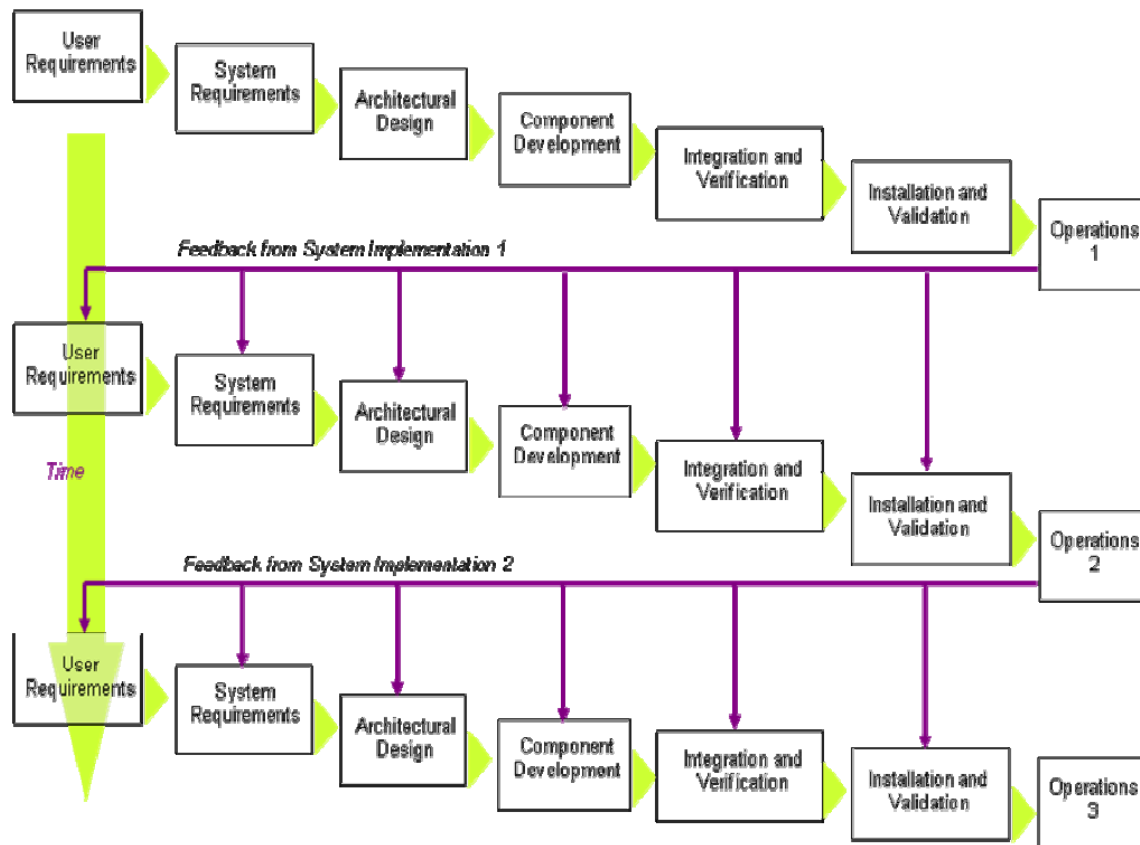 User
Requirements
System
Requirements
Architectural
Design
Component
Development
Integration and
Verification
Installation and
Validation
Operations
1
Feedback from System Implementation 1
User
Requirements
System
Requirements
Architectural
Design
Component
Development
Integration and
Verification
Installation and
Validation
Operations
2
Time
Feedback from System Implementation 2
User
Requirements
System
Requirements
Architectural
Design
Component
Development
Integration and
Verification
Installation and
Validation
Operations
3